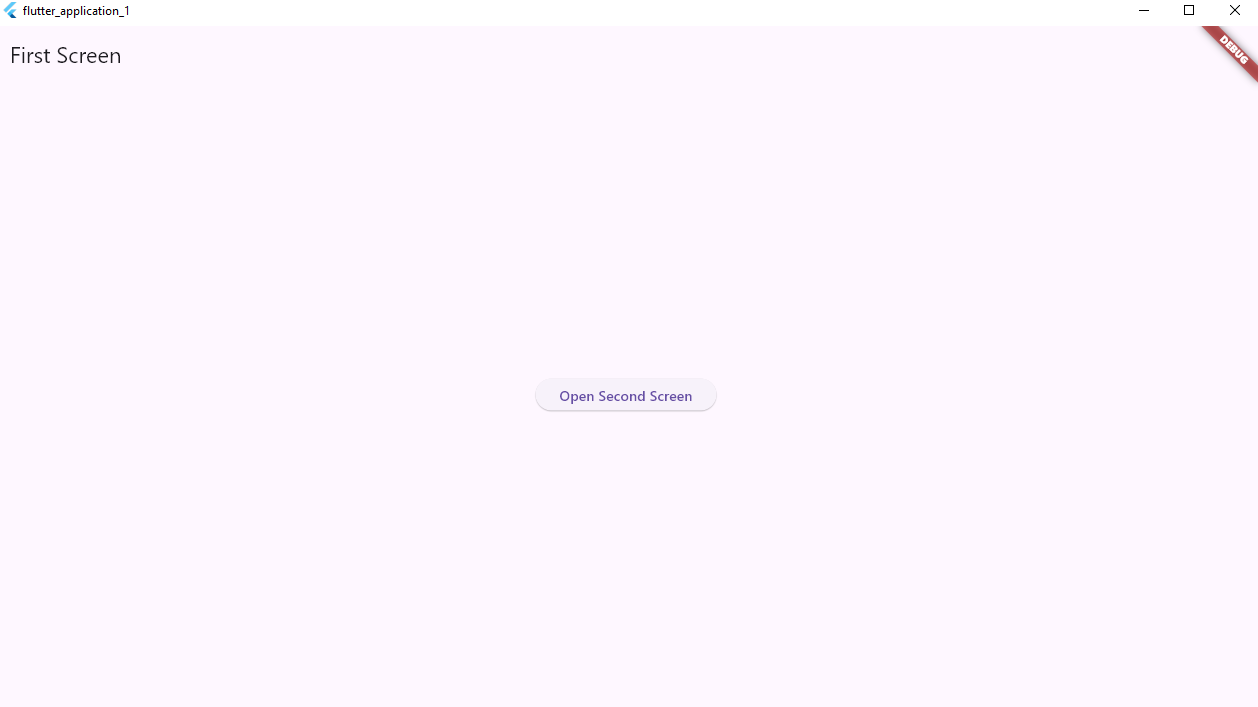 flutter_application_1
First Screen
DEBUG
Open Second Screen